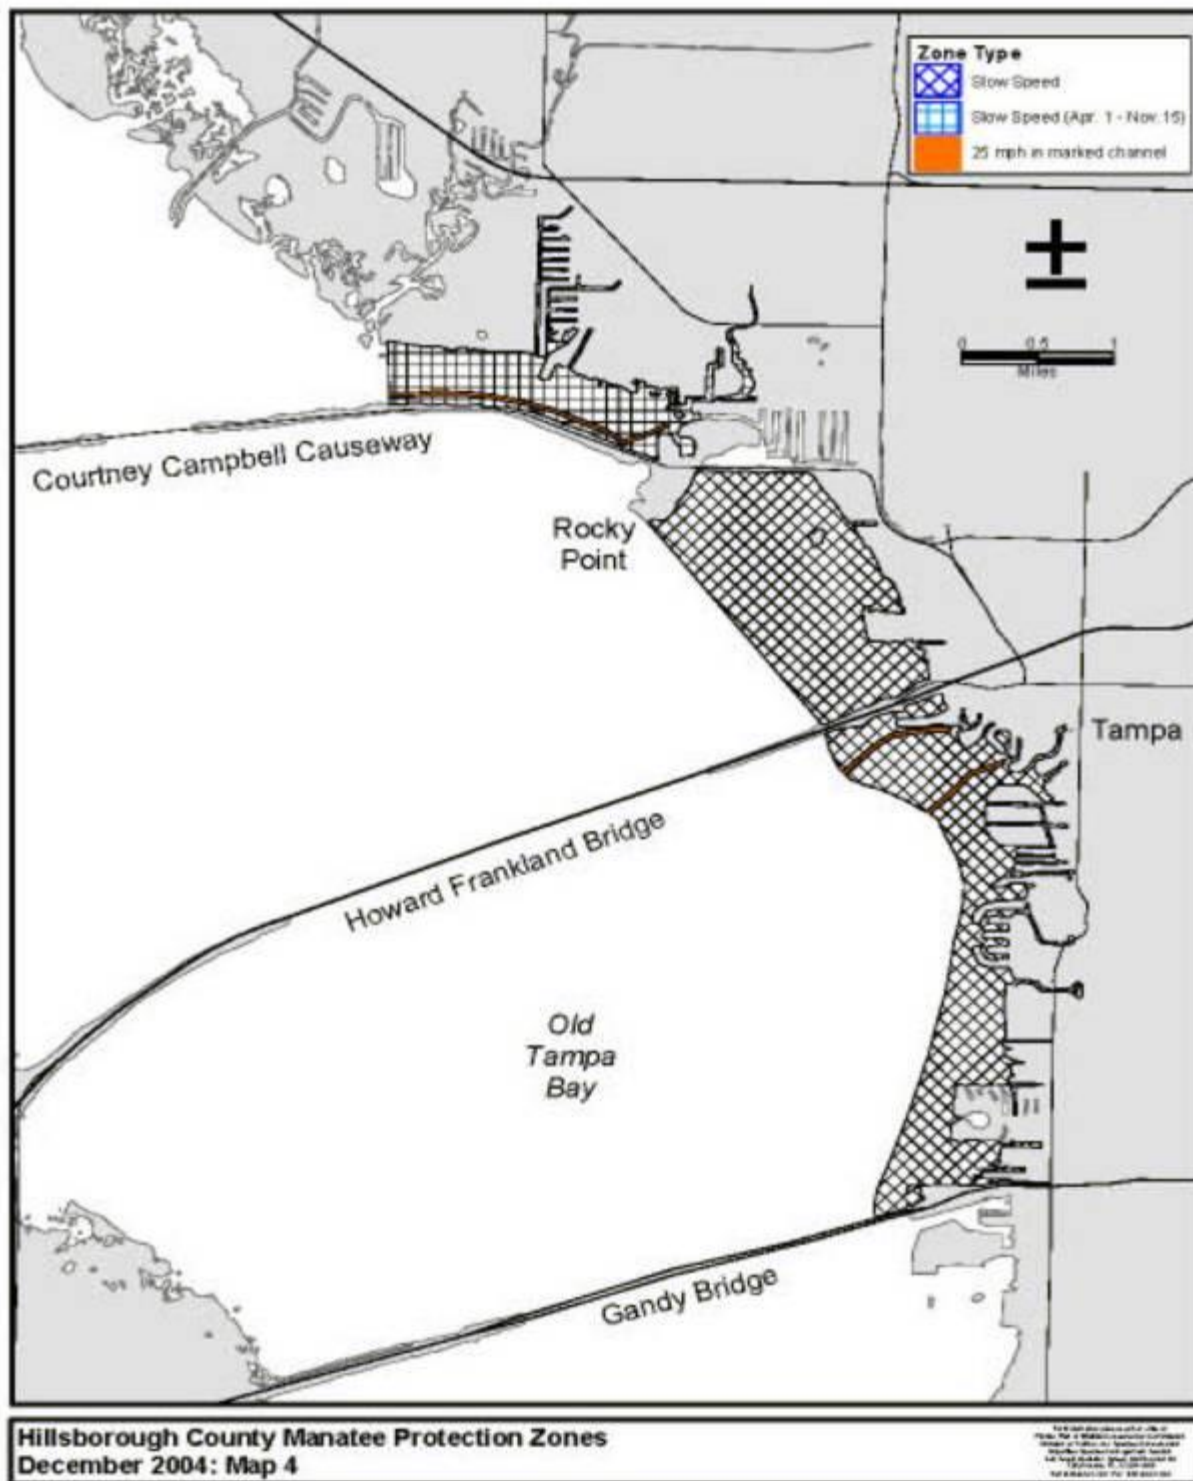 Zone Type
Slow Speed
Slow Speed (Apr. 1 - Nov. 15)
25 mph in marked channel
0 0.5 1
Miles
Courtney Campbell Causeway
Rocky
Point
Tampa
Howard Frankland Bridge
Old
Tampa
Bay
Gandy Bridge
Hillsborough County Manatee Protection Zones
December 2004: Map 4